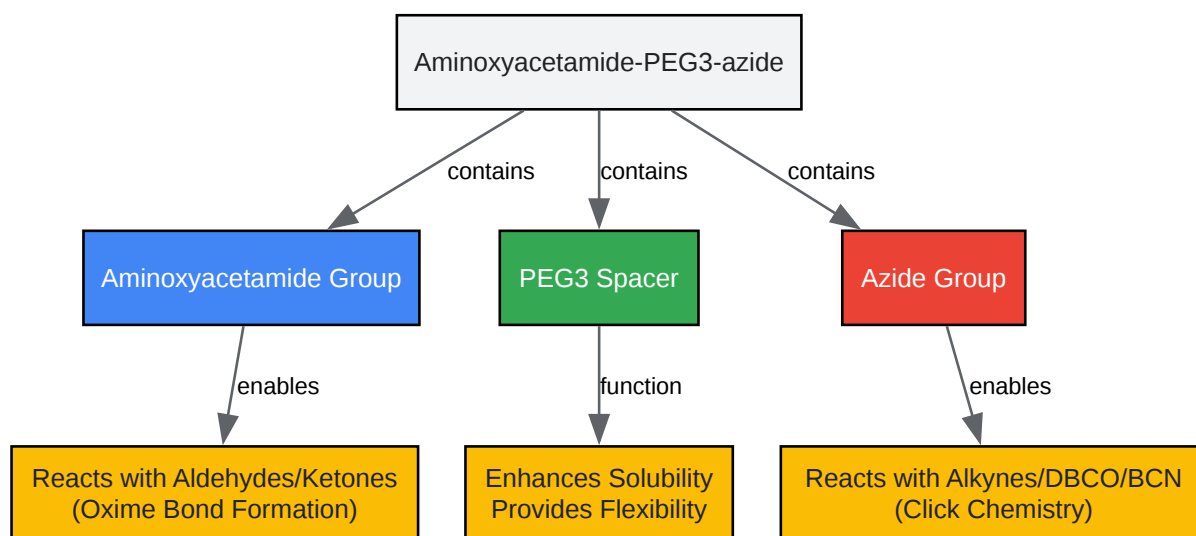 Aminoxyacetamide-PEG3-azide
contains
contains
contains
Aminoxyacetamide Group
PEG3 Spacer
Azide Group
enables
function
enables
Reacts with Aldehydes/Ketones
(Oxime Bond Formation)
Enhances Solubility
Provides Flexibility
Reacts with Alkynes/DBCO/BCN
(Click Chemistry)